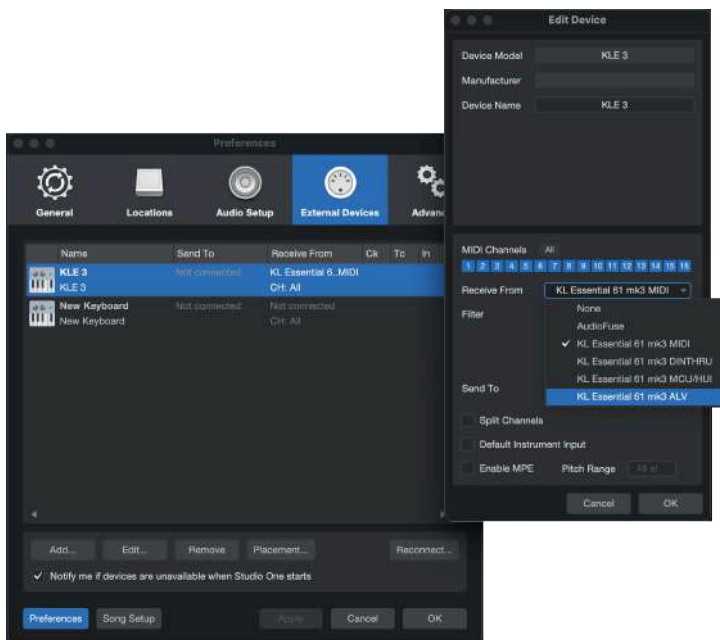 Edit Device
Device Model KLE 3
Manufacturer
Device Name KLE 3
MIDI Channels All
1 2 3 4 5 6 7 8 9 10 11 12 13 14 15 16
Receive From KL Essential 61 mk3 MIDI
Filter
None
AudioFuse
✓ KL Essential 61 mk3 MIDI
KL Essential 61 mk3 DINTHRU
KL Essential 61 mk3 MCU/HUI
KL Essential 61 mk3 ALV
Send To
Split Channels
Default Instrument Input
Enable MPE Pitch Range
Cancel OK
Preferences
General Locations Audio Setup External Devices Advanc
Name Send To Receive From Ck Tc In
KLE 3 Not connected KL Essential 6..MIDI
KLE 3 CH: All
New Keyboard Not connected Not connected
New Keyboard CH: All
Add... Edit... Remove Placement... Reconnect...
✓ Notify me if devices are unavailable when Studio One starts
Preferences Song Setup Apply Cancel OK